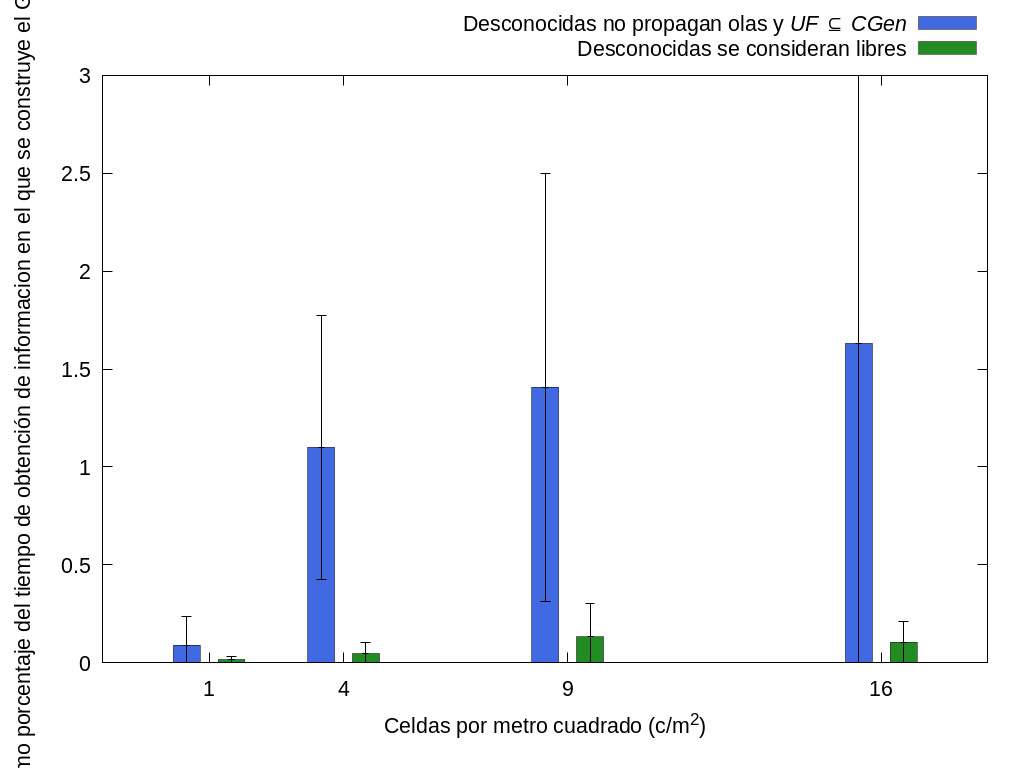 Desconocidas no propagan olas y UF ⊆ CGen
Desconocidas se consideran libres
3
2.5
2
1.5
1
0.5
0
1 4 9 16
Celdas por metro cuadrado (c/m²)
porcentaje del tiempo de obtención de informacion en el que se construye el